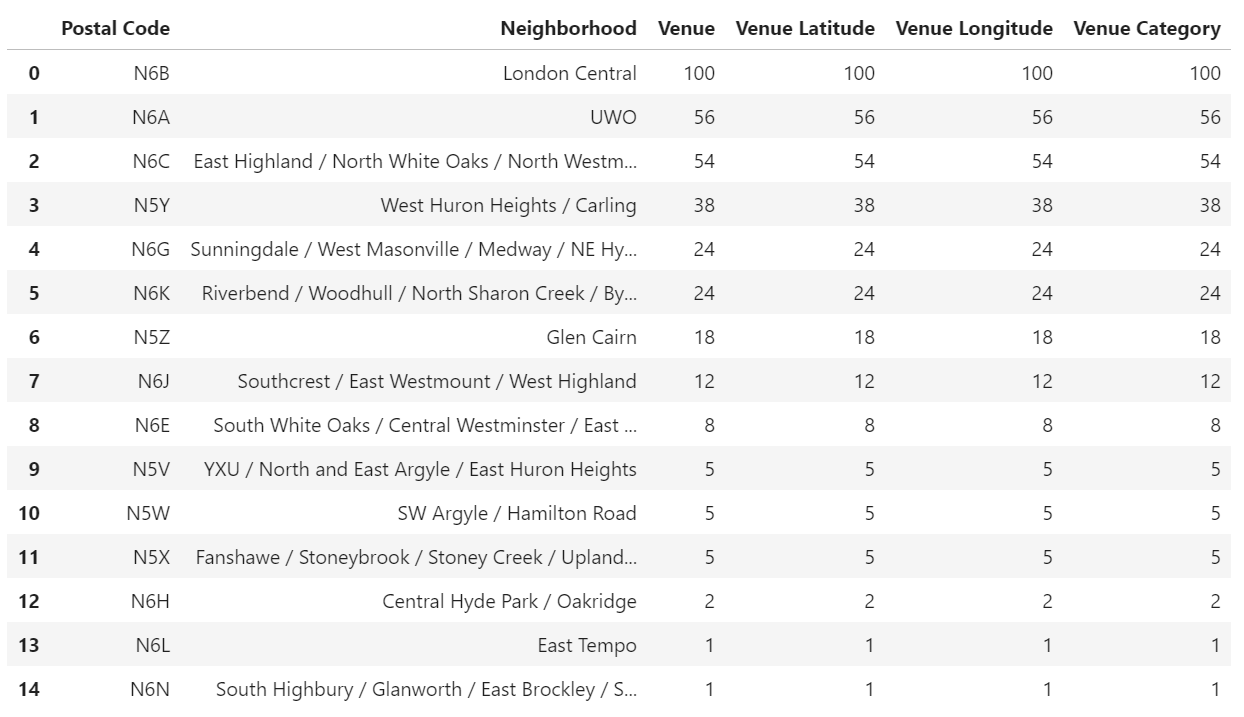 Postal Code Neighborhood Venue Venue Latitude Venue Longitude Venue Category
0 N6B London Central 100 100 100 100
1 N6A UWO 56 56 56 56
2 N6C East Highland / North White Oaks / North Westm... 54 54 54 54
3 N5Y West Huron Heights / Carling 38 38 38 38
4 N6G Sunningdale / West Masonville / Medway / NE Hy... 24 24 24 24
5 N6K Riverbend / Woodhull / North Sharon Creek / By... 24 24 24 24
6 N5Z Glen Cairn 18 18 18 18
7 N6J Southcrest / East Westmount / West Highland 12 12 12 12
8 N6E South White Oaks / Central Westminster / East ... 8 8 8 8
9 N5V YXU / North and East Argyle / East Huron Heights 5 5 5 5
10 N5W SW Argyle / Hamilton Road 5 5 5 5
11 N5X Fanshawe / Stoneybrook / Stoney Creek / Upland... 5 5 5 5
12 N6H Central Hyde Park / Oakridge 2 2 2 2
13 N6L East Tempo 1 1 1 1
14 N6N South Highbury / Glanworth / East Brockley / S... 1 1 1 1